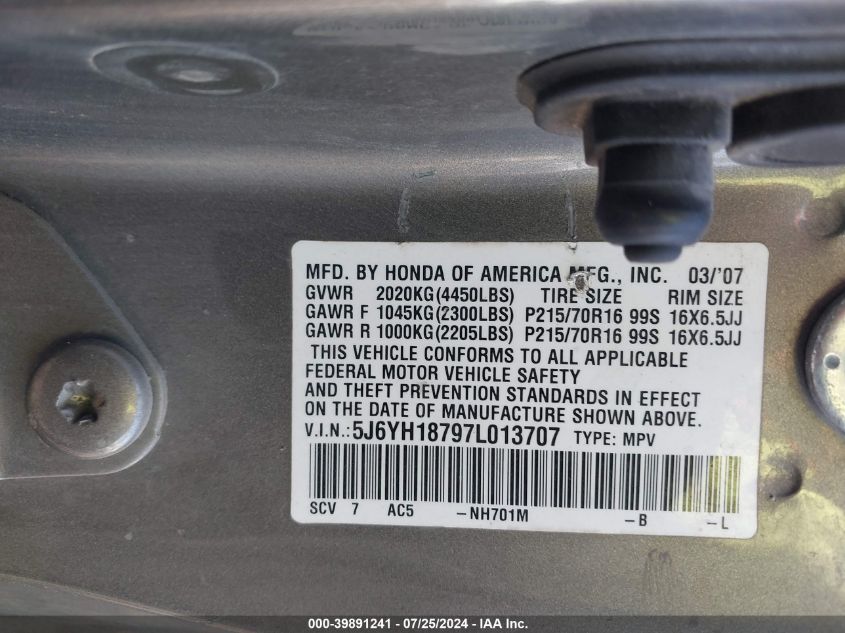 MFD. BY HONDA OF AMERICA MFG., INC. 03/'07
GVWR 2020KG(4450LBS) TIRE SIZE RIM SIZE
GAWR F 1045KG(2300LBS) P215/70R16 99S 16X6.5JJ
GAWR R 1000KG(2205LBS) P215/70R16 99S 16X6.5JJ
THIS VEHICLE CONFORMS TO ALL APPLICABLE
FEDERAL MOTOR VEHICLE SAFETY
AND THEFT PREVENTION STANDARDS IN EFFECT
ON THE DATE OF MANUFACTURE SHOWN ABOVE.
V.I.N.: 5J6YH18797L013707 TYPE: MPV
SCV 7 AC5 -NH701M -B -L
000-39891241 / 07/25/2024 - IAA Inc.